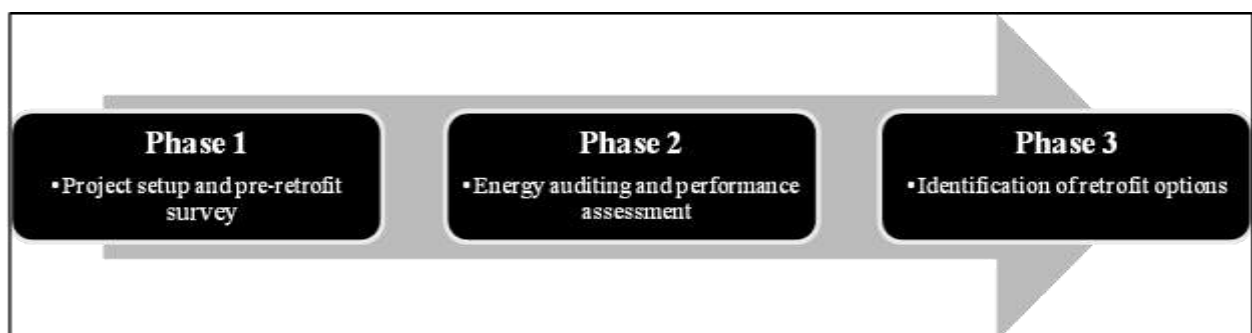 Phase 1
▪Project setup and pre-retrofit
survey
Phase 2
▪Energy auditing and performance
assessment
Phase 3
▪Identification of retrofit options